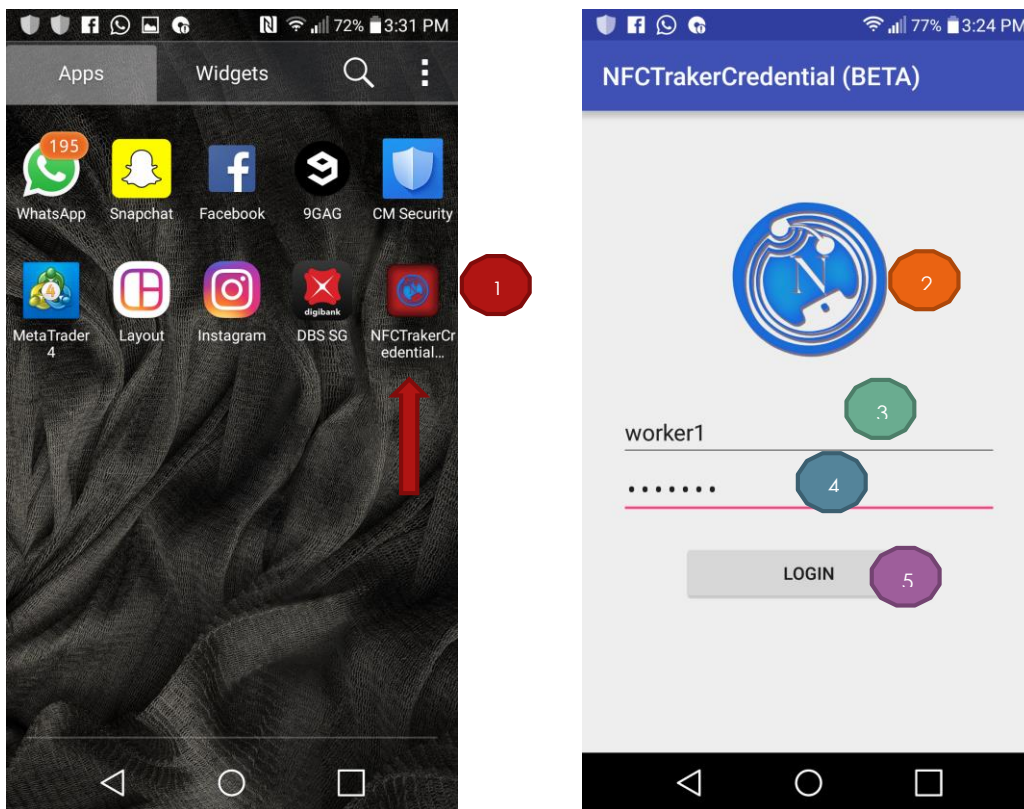 72% 3:31 PM
Apps Widgets
195
WhatsApp Snapchat Facebook 9GAG CM Security
4 digibank
MetaTrader 4 Layout Instagram DBS SG NFCTrakerCr
edential...
1
77% 3:24 PM
NFCTrakerCredential (BETA)
N
2
3
worker1
4
.......
LOGIN
5